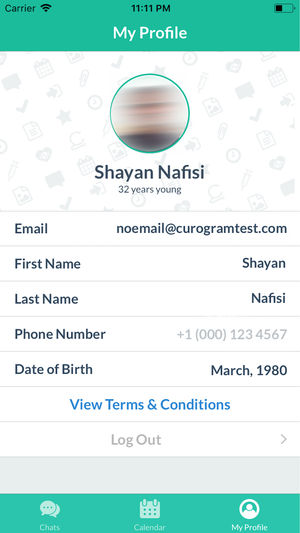 Carrier 11:11 PM
My Profile
Shayan Nafisi
32 years young
Email noemail@curogramtest.com
First Name Shayan
Last Name Nafisi
Phone Number +1 (000) 123 4567
Date of Birth March, 1980
View Terms & Conditions
Log Out
Chats Calendar My Profile